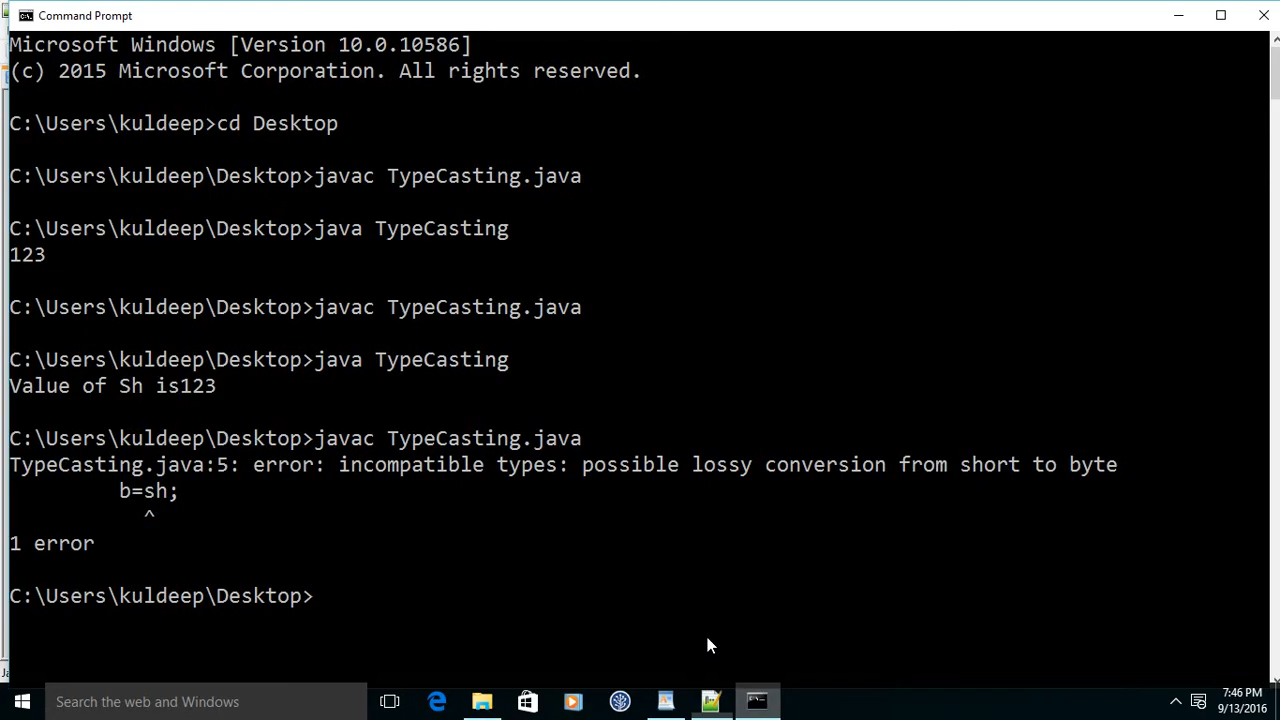 Command Prompt
Microsoft Windows [Version 10.0.10586]
(c) 2015 Microsoft Corporation. All rights reserved.
C:\Users\kuldeep>cd Desktop
C:\Users\kuldeep\Desktop>javac TypeCasting.java
C:\Users\kuldeep\Desktop>java TypeCasting
123
C:\Users\kuldeep\Desktop>javac TypeCasting.java
C:\Users\kuldeep\Desktop>java TypeCasting
Value of Sh is123
C:\Users\kuldeep\Desktop>javac TypeCasting.java
TypeCasting.java:5: error: incompatible types: possible lossy conversion from short to byte
b=sh;
^
1 error
C:\Users\kuldeep\Desktop>
Search the web and Windows
7:46 PM
9/13/2016